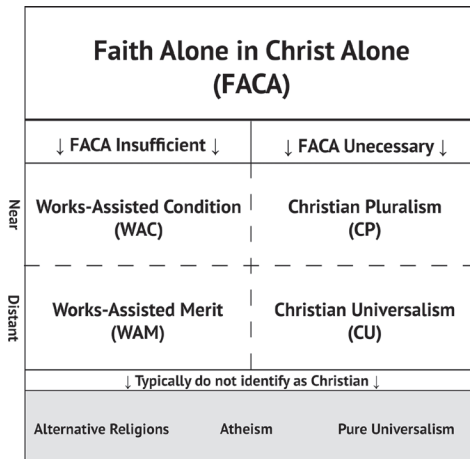 Faith Alone in Christ Alone
(FACA)
↓ FACA Insufficient ↓
↓ FACA Unecessary ↓
Near
Works-Assisted Condition
(WAC)
Christian Pluralism
(CP)
Distant
Works-Assisted Merit
(WAM)
Christian Universalism
(CU)
↓ Typically do not identify as Christian ↓
Alternative Religions
Atheism
Pure Universalism